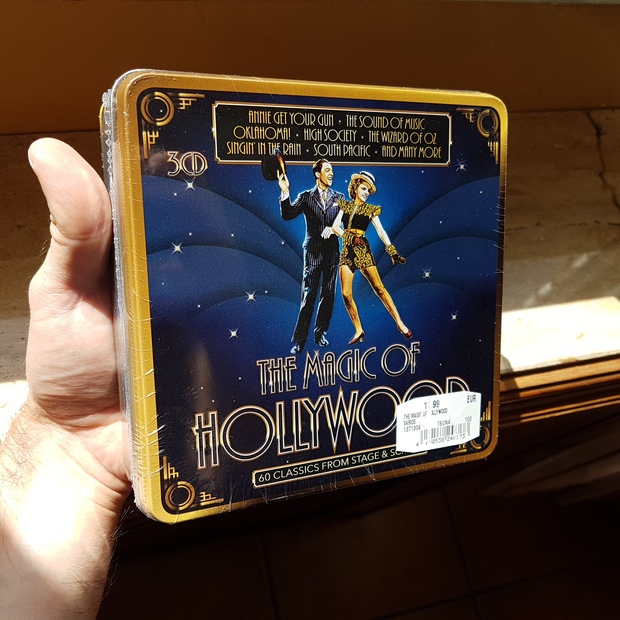 ANNIE GET YOUR GUN • THE SOUND OF MUSIC
OKLAHOMA! • HIGH SOCIETY • THE WIZARD OF OZ
SINGIN' IN THE RAIN • SOUTH PACIFIC • AND MANY MORE
3CD
THE MAGIC OF
HOLLYWOOD
EUR
THE MAGIC OF
100
60 CLASSICS FROM STAGE &